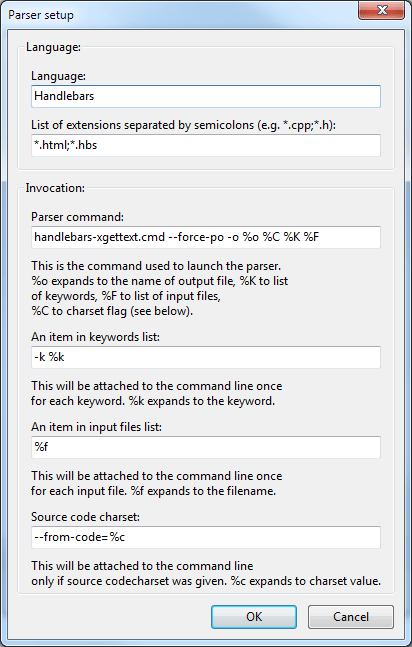 Parser setup
Language:
Language:
Handlebars
List of extensions separated by semicolons (e.g. *.cpp;*.h):
*.html;*.hbs
Invocation:
Parser command:
handlebars-xgettext.cmd --force-po -o %o %C %K %F
This is the command used to launch the parser.
%o expands to the name of output file, %K to list
of keywords, %F to list of input files,
%C to charset flag (see below).
An item in keywords list:
-k %k
This will be attached to the command line once
for each keyword. %k expands to the keyword.
An item in input files list:
%f
This will be attached to the command line once
for each input file. %f expands to the filename.
Source code charset:
--from-code=%c
This will be attached to the command line
only if source codecharset was given. %c expands to charset value.
OK
Cancel